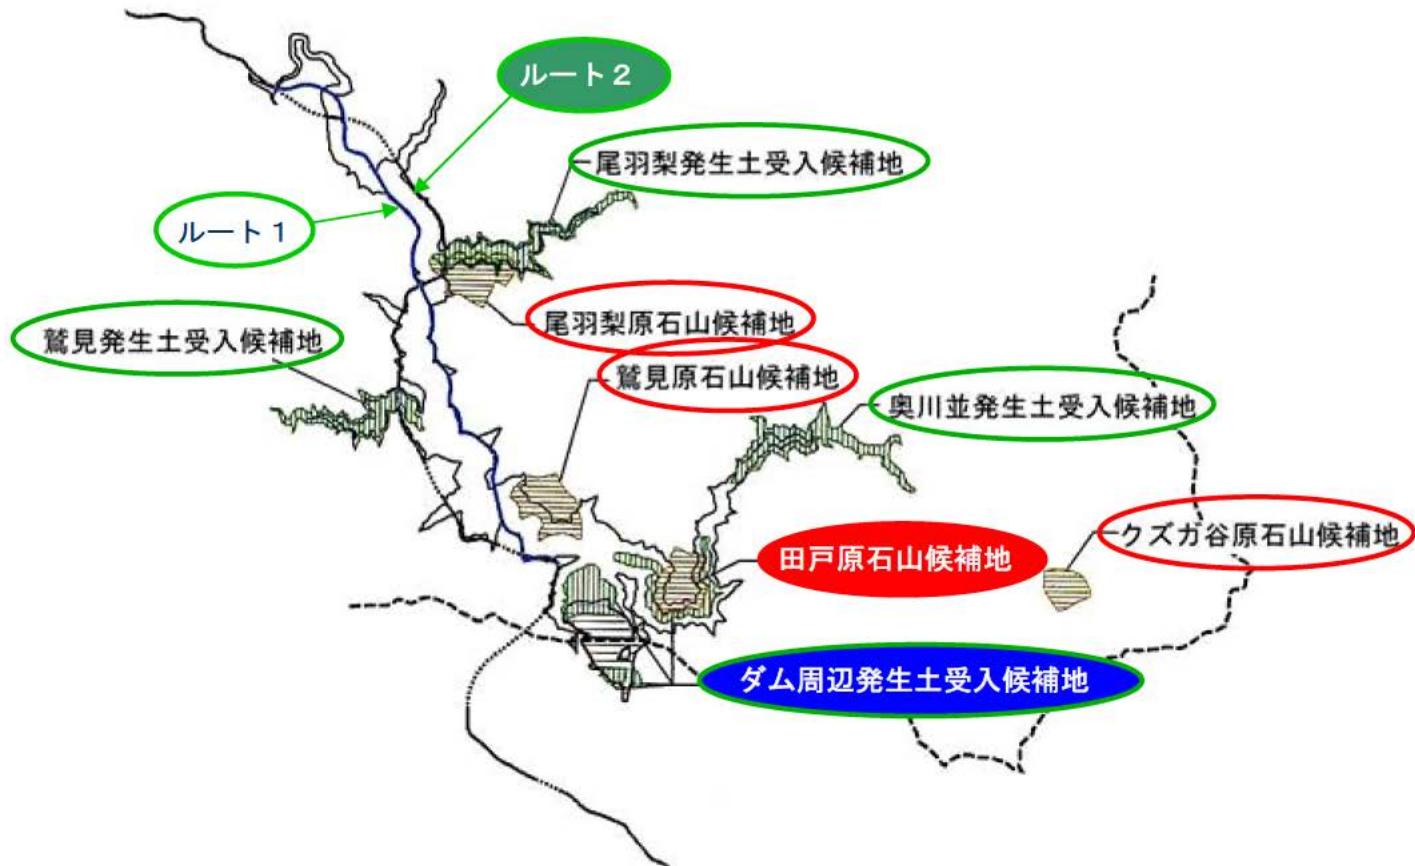 ルート2
尾羽梨発生土受入候補地
ルート1
尾羽梨原石山候補地
鷲見発生土受入候補地
鷲見原石山候補地
奥川並発生土受入候補地
クズガ谷原石山候補地
田戸原石山候補地
ダム周辺発生土受入候補地